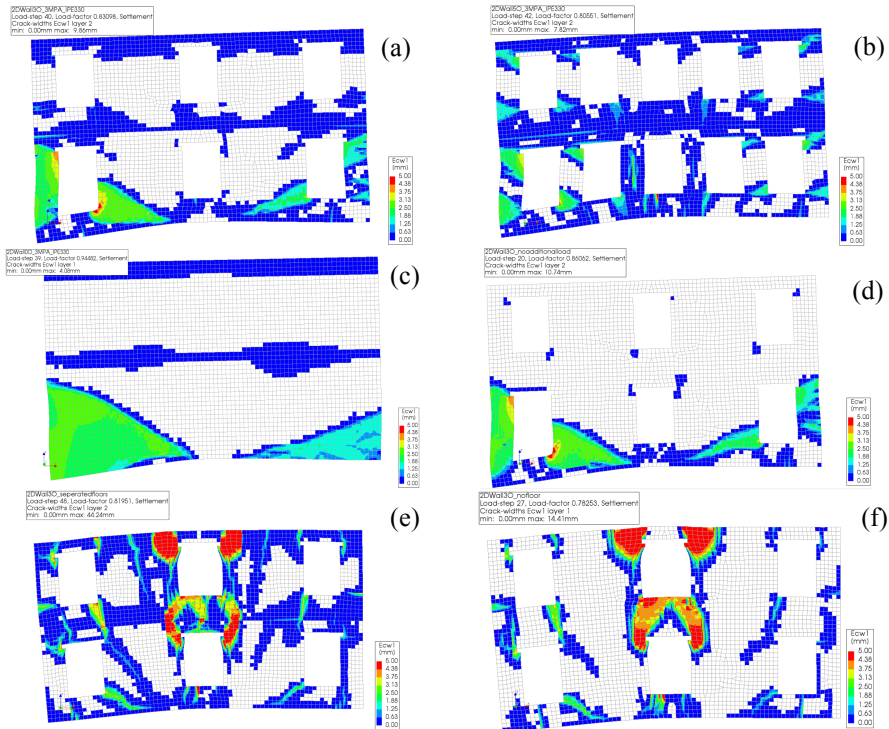 2DWall3O_3MPA_IPE330
Load-step 40, Load-factor 0.83098, Settlement
Crack-widths Ecw1 layer 2
min: 0.00mm max: 9.86mm
(a)
Ecw1
(mm)
5.00
4.38
3.75
3.13
2.50
1.88
1.25
0.63
0.00
Load-step 42, Load-factor 0.80551, Settlement
Crack-widths Ecw1 layer 2
min: 0.00mm max: 7.82mm
(b)
Ecw1
(mm)
5.00
4.38
3.75
3.13
2.50
1.88
1.25
0.63
0.00
2DWall0O_3MPA_IPE330
Load-step 39, Load-factor 0.94482, Settlement
Crack-widths Ecw1 layer 1
min: 0.00mm max: 4.08mm
(c)
Ecw1
(mm)
5.00
4.38
3.75
3.13
2.50
1.88
1.25
0.63
0.00
2DWall3O_noadditonalload
Load-step 20, Load-factor 0.86062, Settlement
Crack-widths Ecw1 layer 2
min: 0.00mm max: 10.74mm
(d)
Ecw1
(mm)
5.00
4.38
3.75
3.13
2.50
1.88
1.25
0.63
0.00
2DWall3O_seperatedfloors
Load-step 48, Load-factor 0.81951, Settlement
Crack-widths Ecw1 layer 2
min: 0.00mm max: 44.24mm
(e)
Ecw1
(mm)
5.00
4.38
3.75
3.13
2.50
1.88
1.25
0.63
0.00
2DWall3O_nofloor
Load-step 27, Load-factor 0.78253, Settlement
Crack-widths Ecw1 layer 1
min: 0.00mm max: 14.41mm
(f)
Ecw1
(mm)
5.00
4.38
3.75
3.13
2.50
1.88
1.25
0.63
0.00